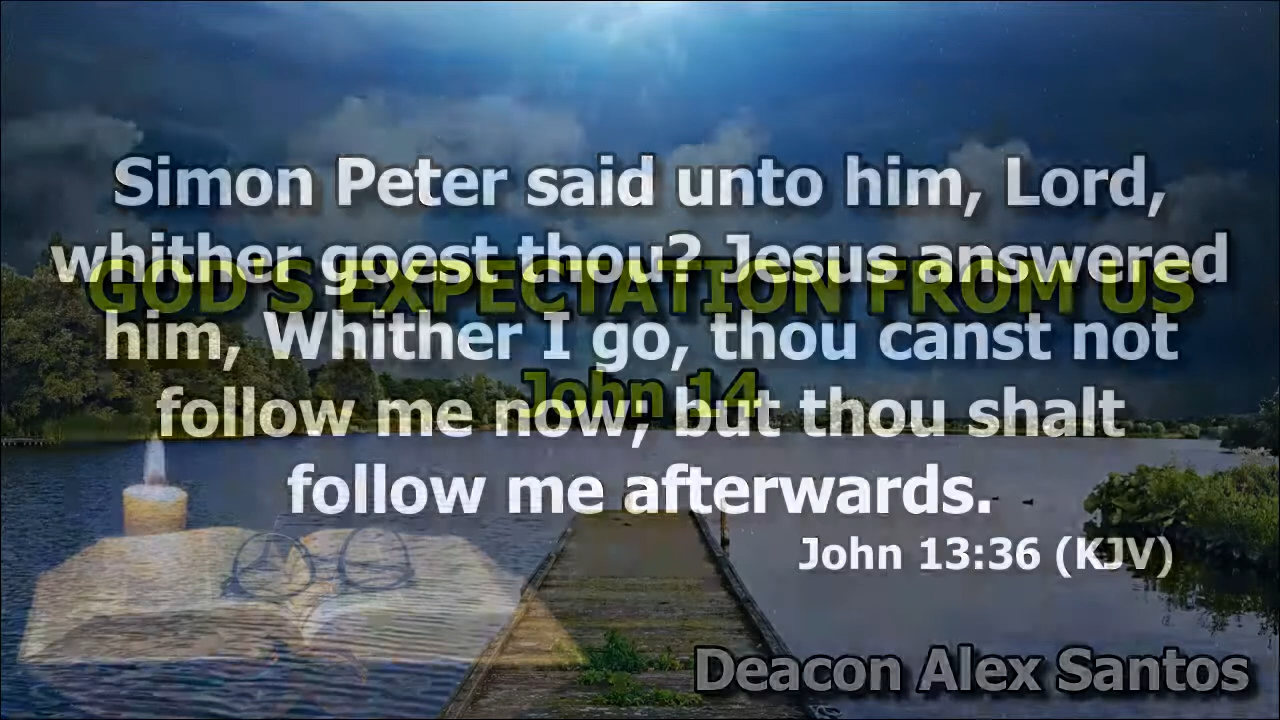 Simon Peter said unto him, Lord,
whither goest thou? Jesus answered
GOD'S EXPECTATION FROM US
him, Whither I go, thou canst not
John 14
follow me now; but thou shalt
follow me afterwards.
John 13:36 (KJV)
Deacon Alex Santos